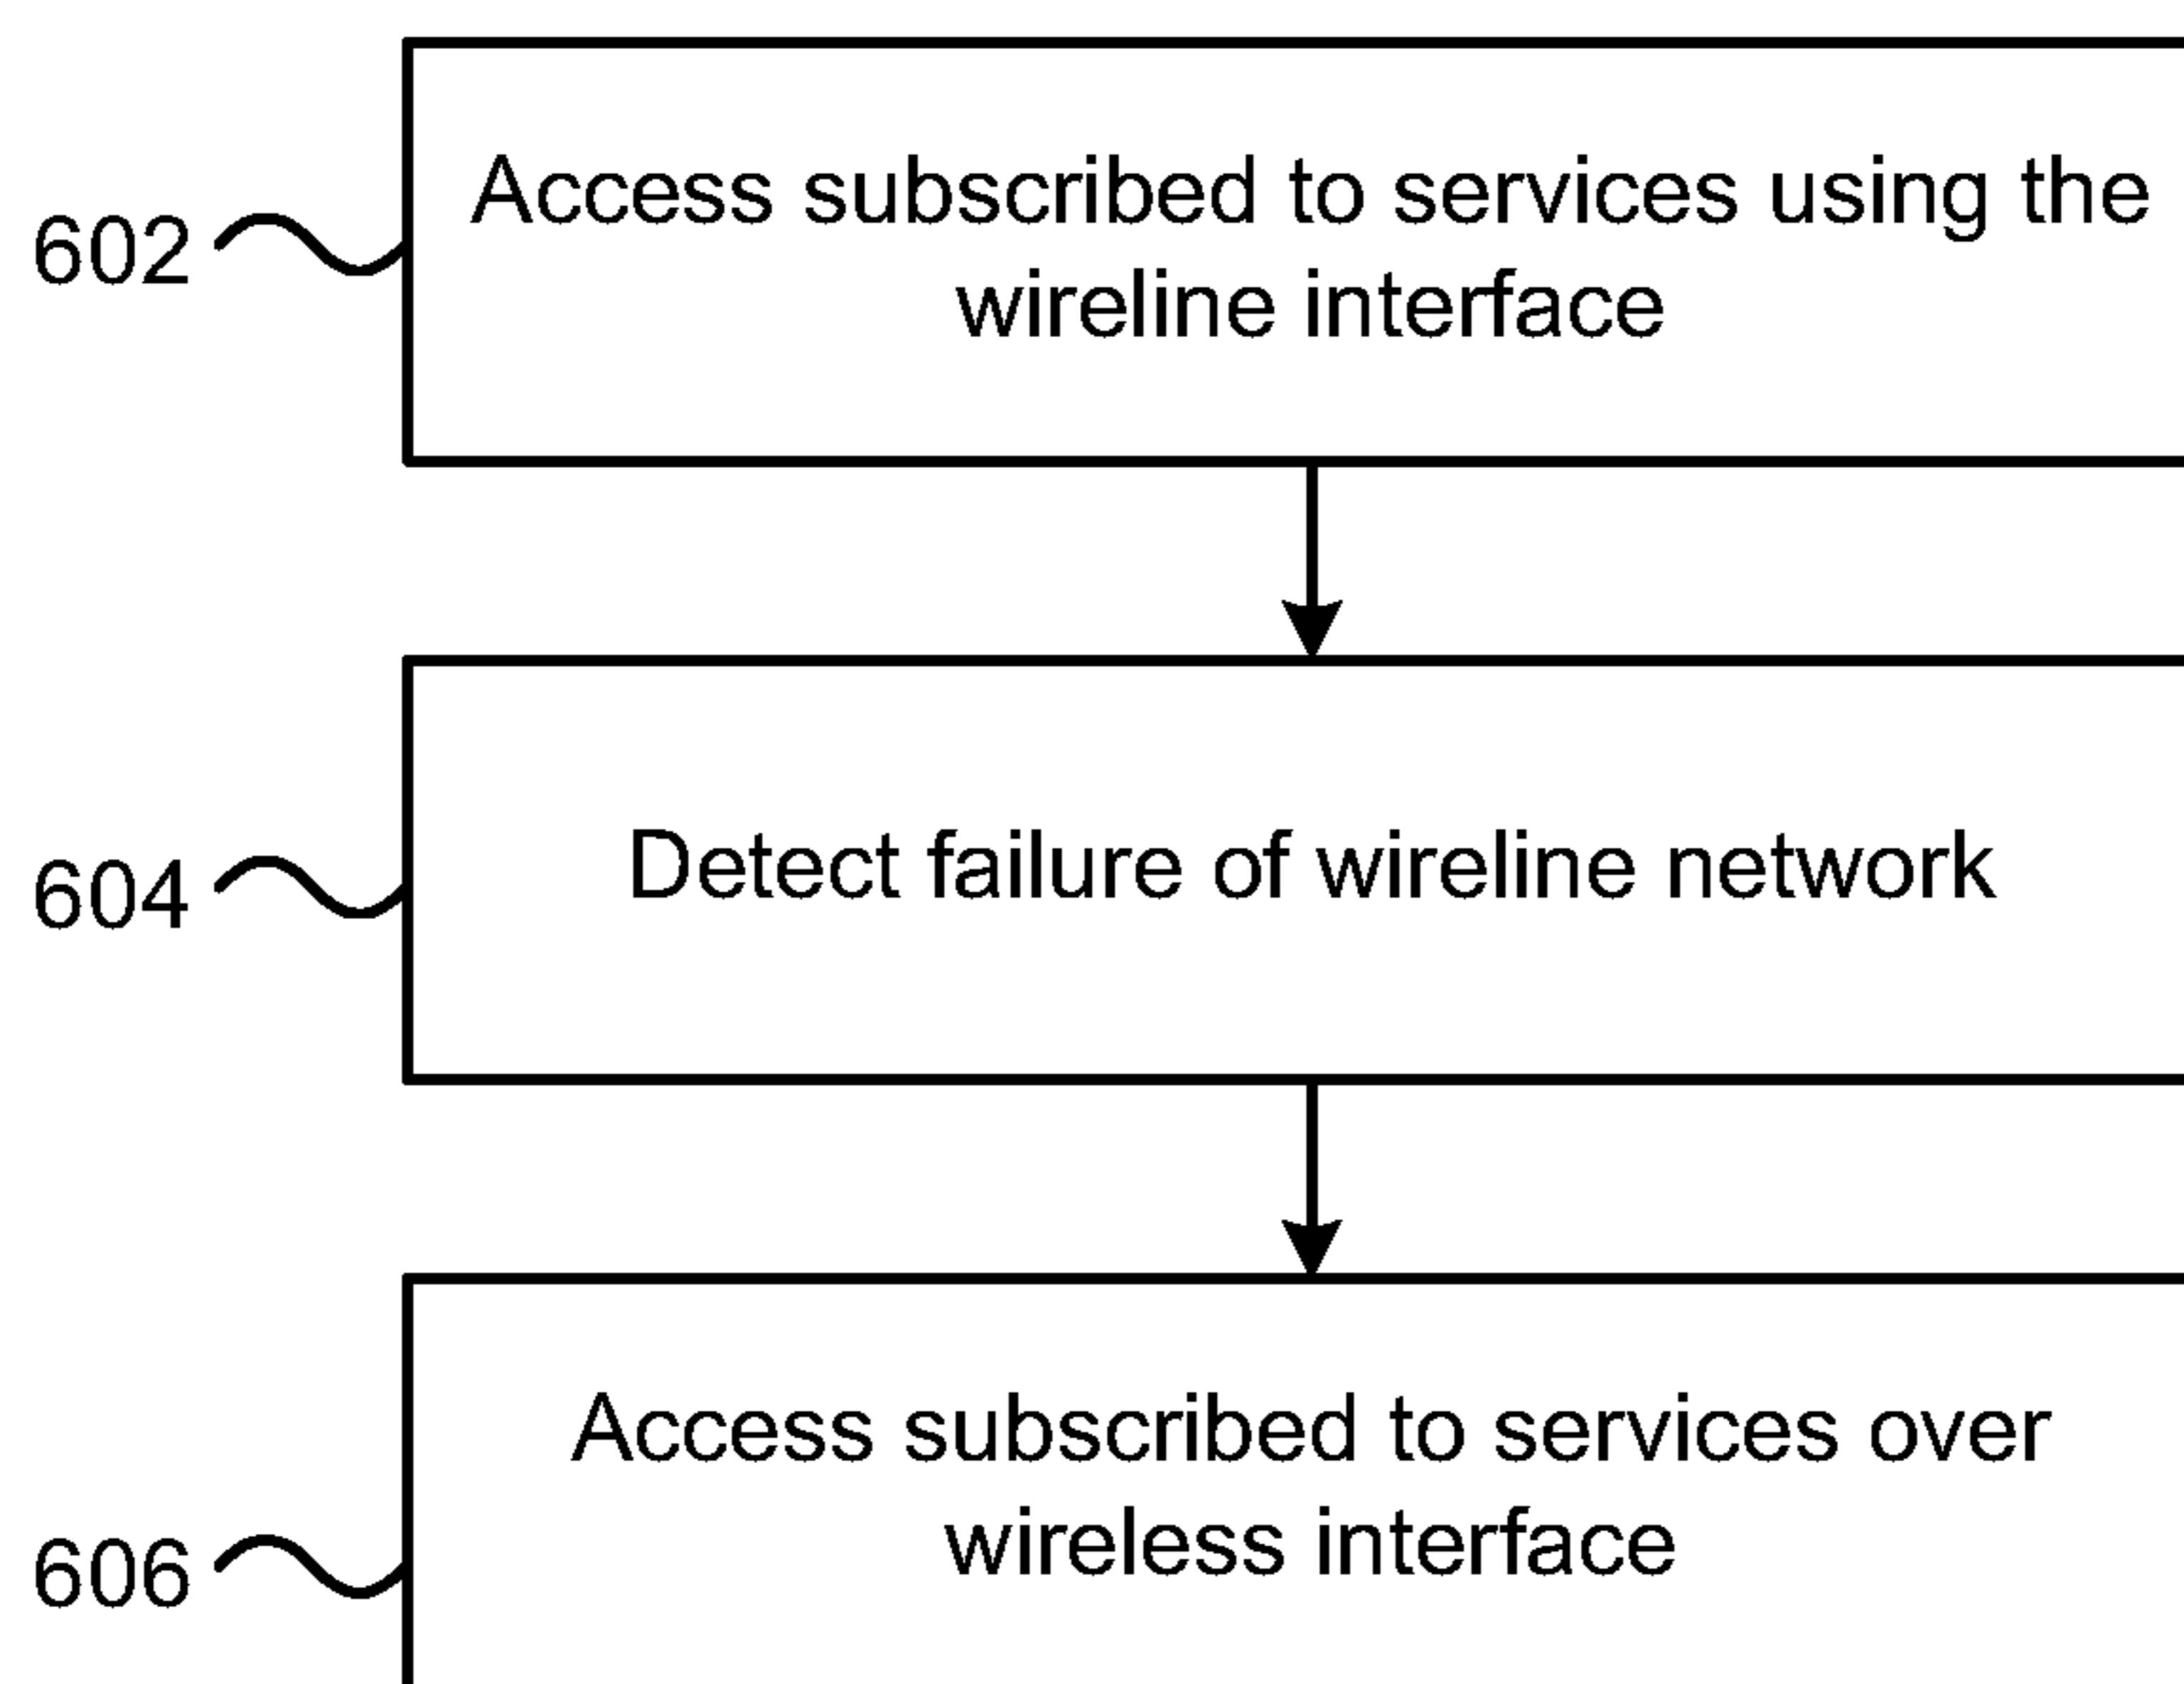 602
Access subscribed to services using the
wireline interface
604
Detect failure of wireline network
606
Access subscribed to services over
wireless interface